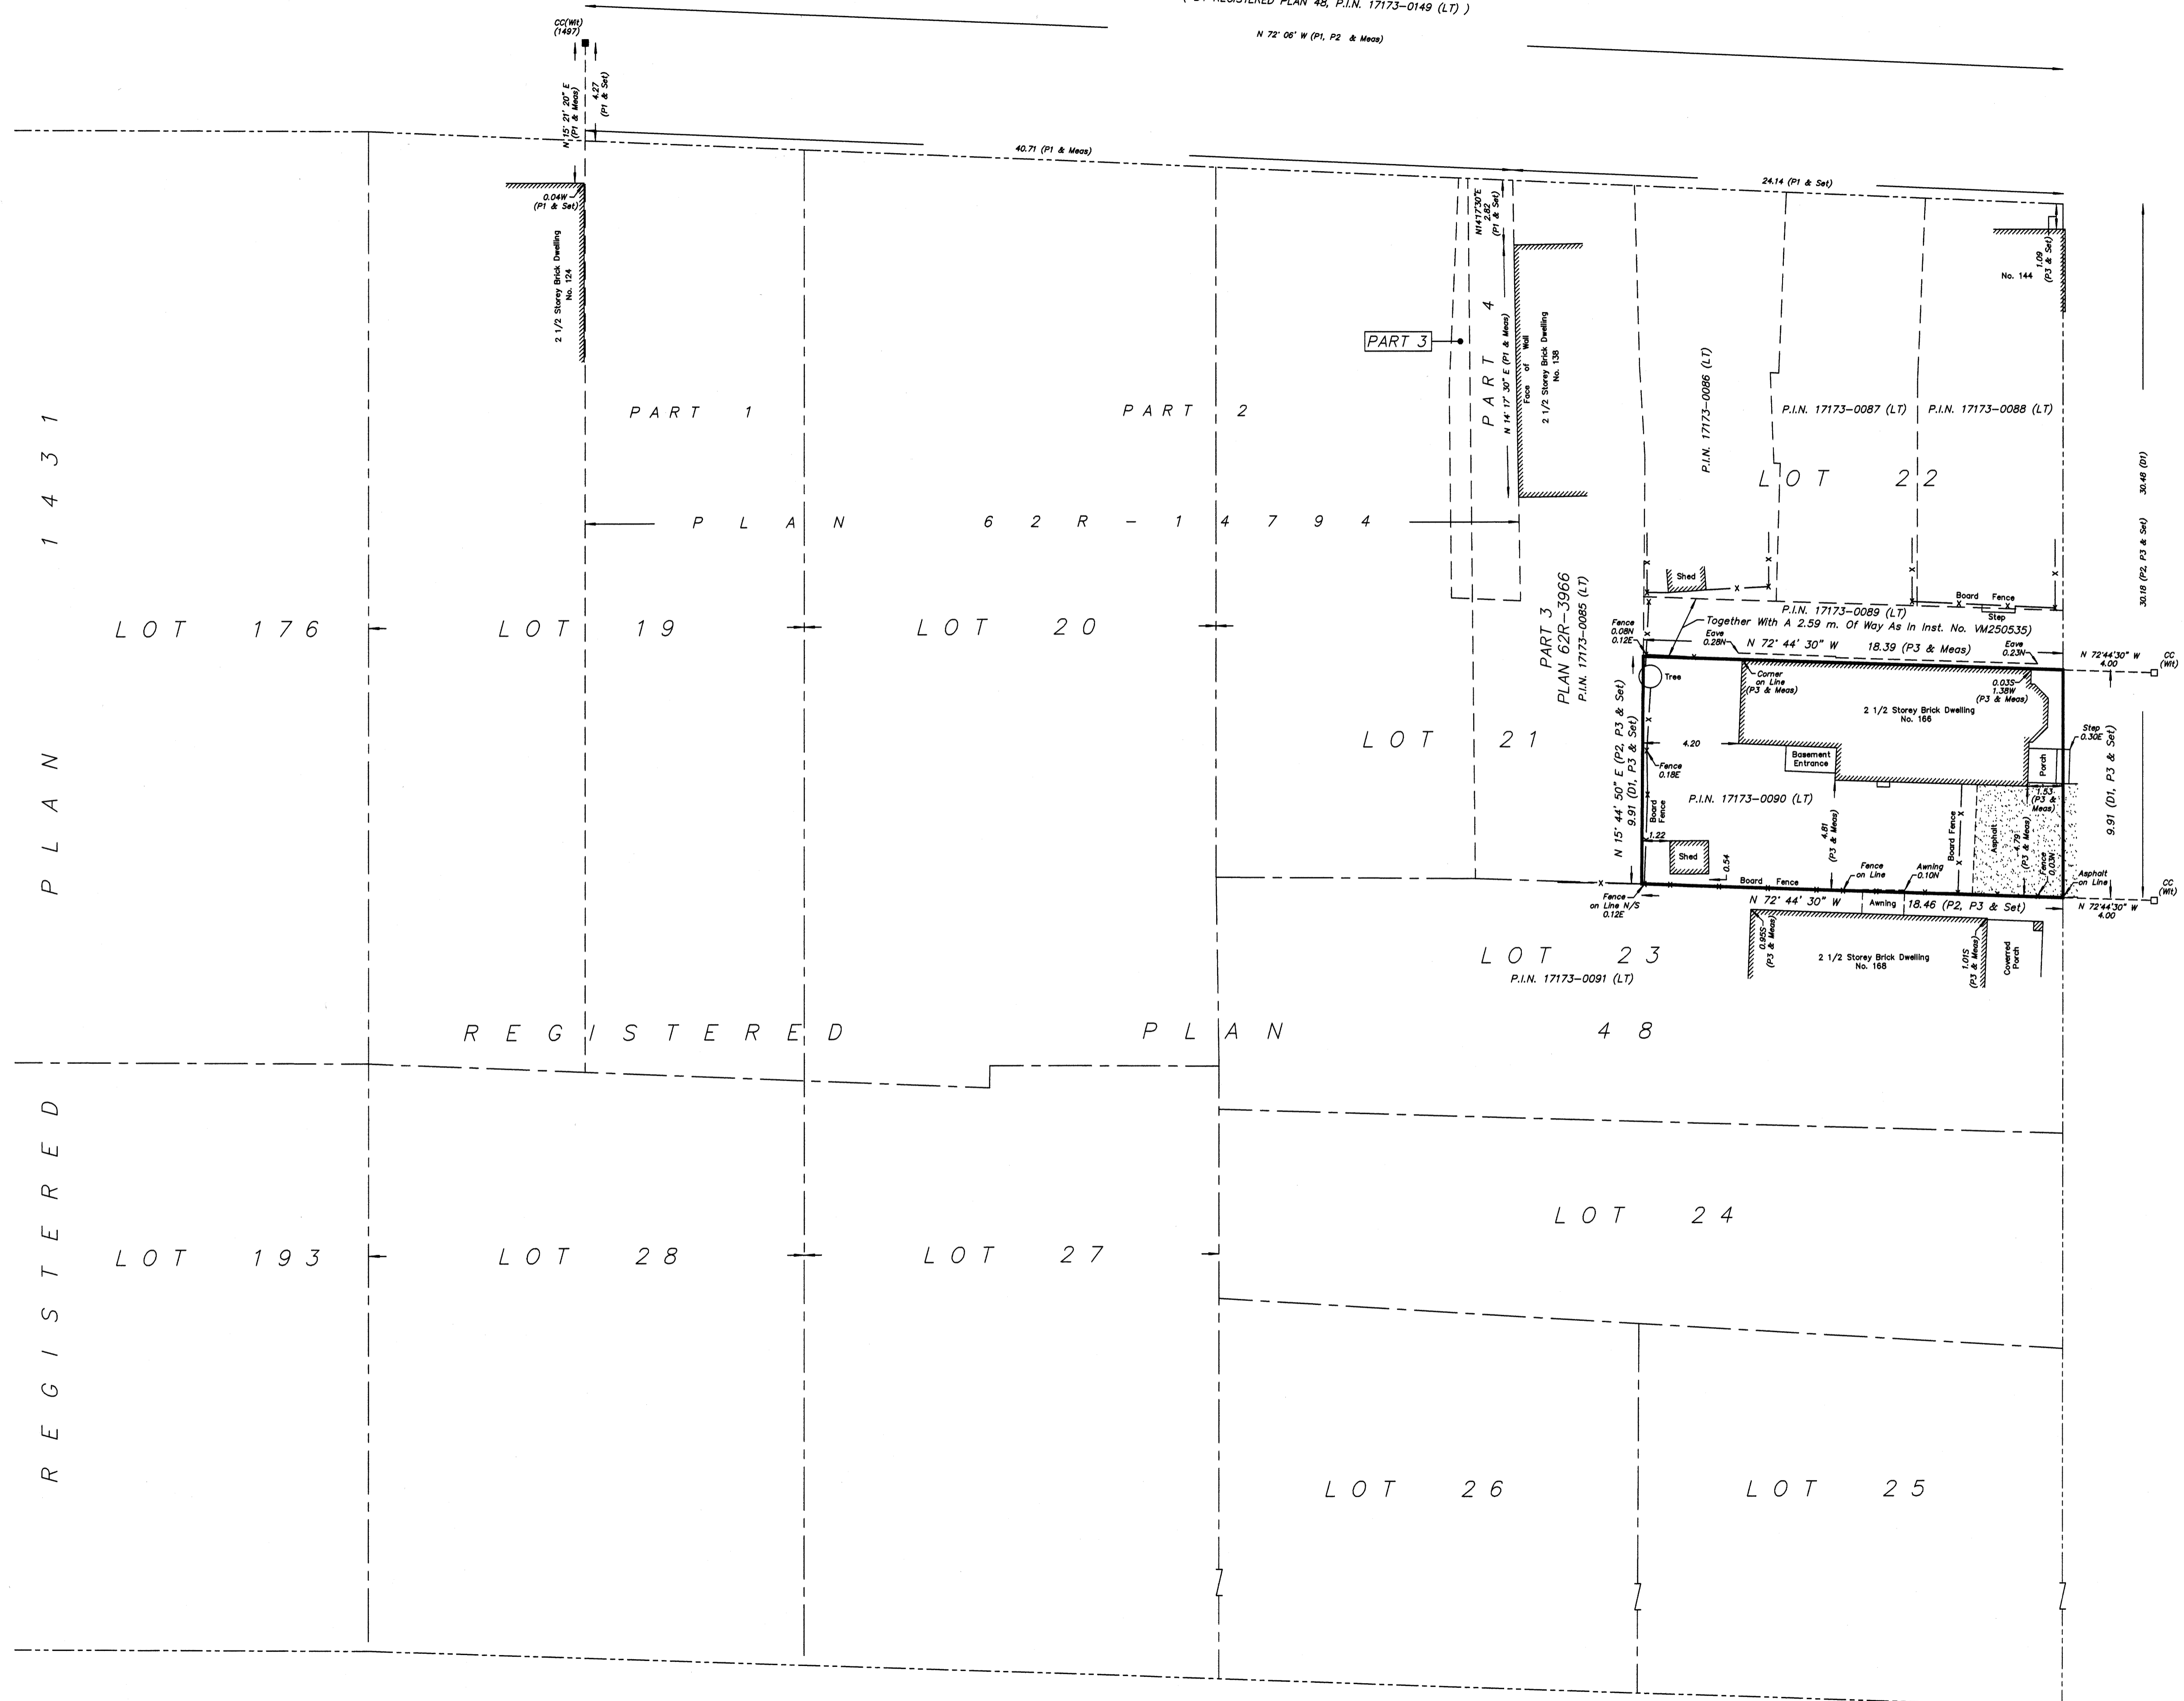 ( BY REGISTERED PLAN 48, P.I.N. 17173-0149 (LT) )
N 72° 06' W (P1, P2 & Meas)
CC(Wit)
(1497)
N 15° 21' 20" E
(P1 & Meas)
4.27
(P1 & Set)
40.71 (P1 & Meas)
24.14 (P1 & Set)
0.04W
(P1 & Set)
2 1/2 Storey Brick Dwelling
No. 124
N14°17'30"E
2.82
(P1 & Set)
PART 3
PART 4
N 14° 17' 30" E (P1 & Meas)
Face of Wall
2 1/2 Storey Brick Dwelling
No. 138
No. 144
1.09
(P3 & Set)
PART 1
PART 2
P.I.N. 17173-0086 (LT)
P.I.N. 17173-0087 (LT)
P.I.N. 17173-0088 (LT)
LOT 22
30.48 (D1)
30.18 (P2, P3 & Set)
PLAN 62R-14794
PLAN 1431
REGISTERED
LOT 176
LOT 19
LOT 20
LOT 21
PART 3
PLAN 62R-3966
P.I.N. 17173-0085 (LT)
Shed
Board Fence
Step
P.I.N. 17173-0089 (LT)
Together With A 2.59 m. Of Way As In Inst. No. VM250535)
Fence
0.08N
0.12E
Eave
0.28N
N 72° 44' 30" W 18.39 (P3 & Meas)
Eave
0.23N
N 72°44'30" W
4.00
CC
(Wit)
Tree
Corner
on Line
(P3 & Meas)
0.03S
1.38W
(P3 & Meas)
2 1/2 Storey Brick Dwelling
No. 166
N 15° 44' 50" E (P2, P3 & Set)
9.91 (D1, P3 & Set)
4.20
Basement
Entrance
Porch
Step
0.30E
9.91 (D1, P3 & Set)
Fence
0.18E
P.I.N. 17173-0090 (LT)
Board
Fence
1.22
Shed
0.54
4.81
(P3 & Meas)
Board Fence
Asphalt
1.53
(P3 &
Meas)
4.79
(P3 & Meas)
Fence
0.03N
Board Fence
Fence
on Line
Awning
0.10N
Asphalt
on Line
Fence
on Line N/S
0.12E
N 72° 44' 30" W
Awning
18.46 (P2, P3 & Set)
N 72°44'30" W
4.00
CC
(Wit)
0.95S
(P3 & Meas)
2 1/2 Storey Brick Dwelling
No. 168
1.01S
(P3 & Meas)
Coverred
Porch
LOT 23
P.I.N. 17173-0091 (LT)
REGISTERED PLAN 48
LOT 193
LOT 28
LOT 27
LOT 24
LOT 26
LOT 25